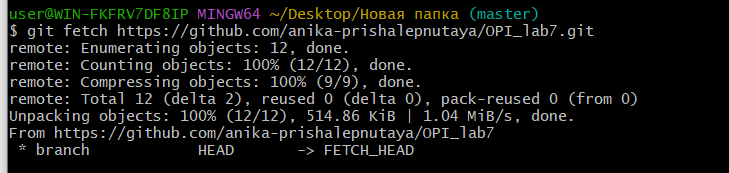 user@WIN-FKFRV7DF8IP MINGW64 ~/Desktop/Новая папка (master)
$ git fetch https://github.com/anika-prishalepnutaya/OPI_lab7.git
remote: Enumerating objects: 12, done.
remote: Counting objects: 100% (12/12), done.
remote: Compressing objects: 100% (9/9), done.
remote: Total 12 (delta 2), reused 0 (delta 0), pack-reused 0 (from 0)
Unpacking objects: 100% (12/12), 514.86 KiB | 1.04 MiB/s, done.
From https://github.com/anika-prishalepnutaya/OPI_lab7
 * branch            HEAD       -> FETCH_HEAD